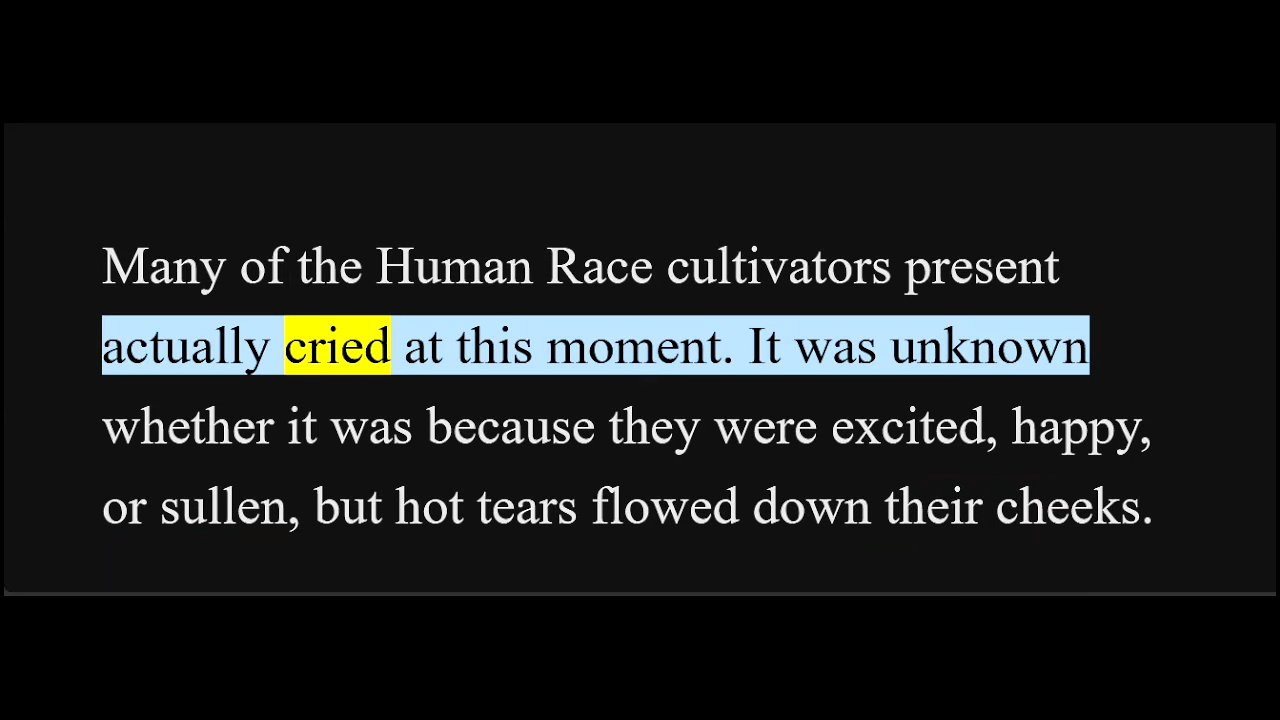 Many of the Human Race cultivators present
actually cried at this moment. It was unknown
whether it was because they were excited, happy,
or sullen, but hot tears flowed down their cheeks.